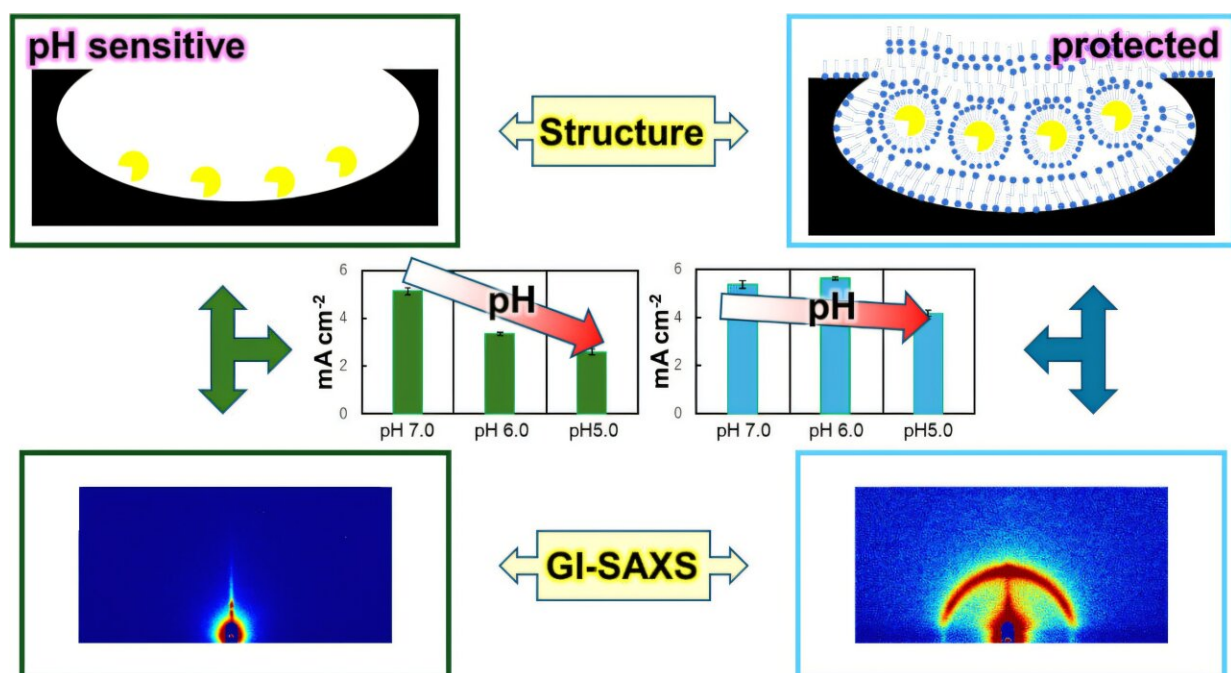 pH sensitive
protected
Structure
6
4
2
0
mA cm-2
pH
pH 7.0
pH 6.0
pH5.0
6
4
2
0
mA cm-2
pH
pH 7.0
pH 6.0
pH5.0
GI-SAXS